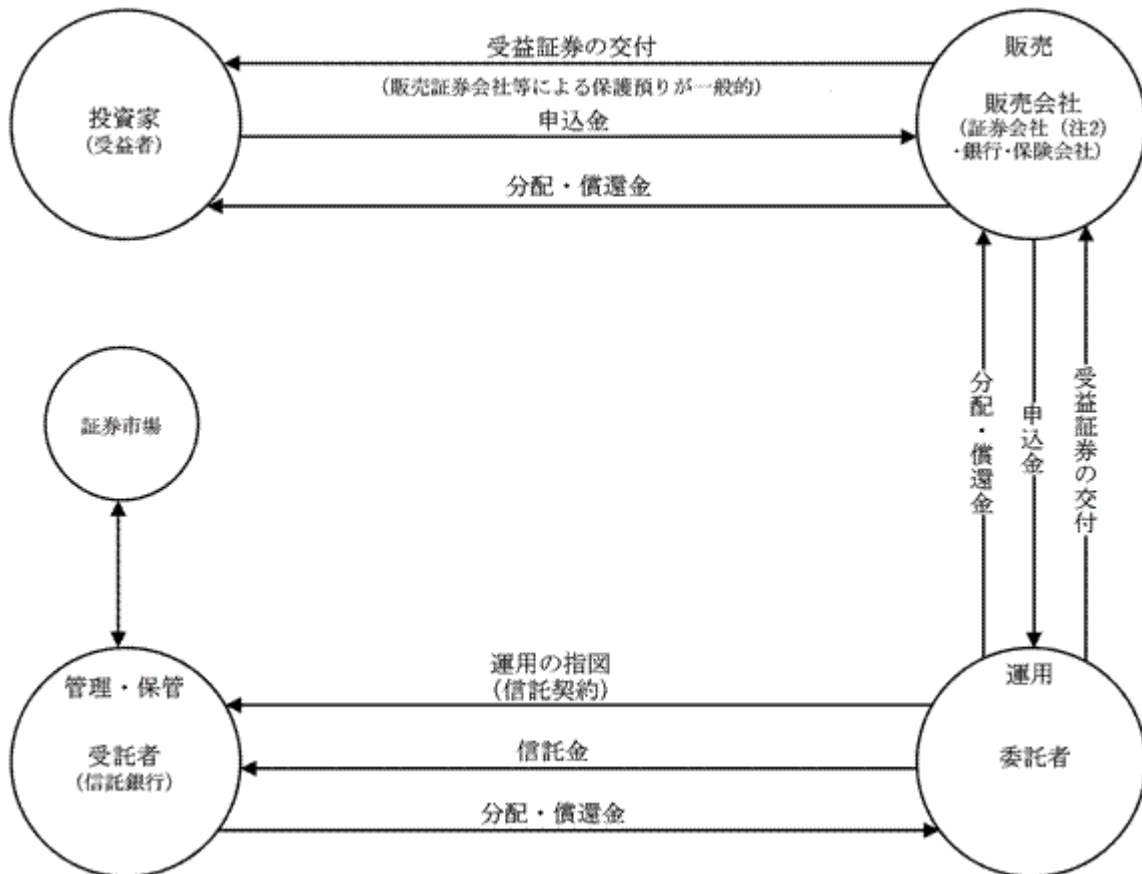 受益証券の交付
(販売証券会社等による保護預りが一般的)
申込金
分配・償還金
投資家
(受益者)
販売
販売会社
(証券会社(注2)
・銀行・保険会社)
証券市場
分配・償還金
申込金
受益証券の交付
管理・保管
受託者
(信託銀行)
運用の指図
(信託契約)
信託金
分配・償還金
運用
委託者